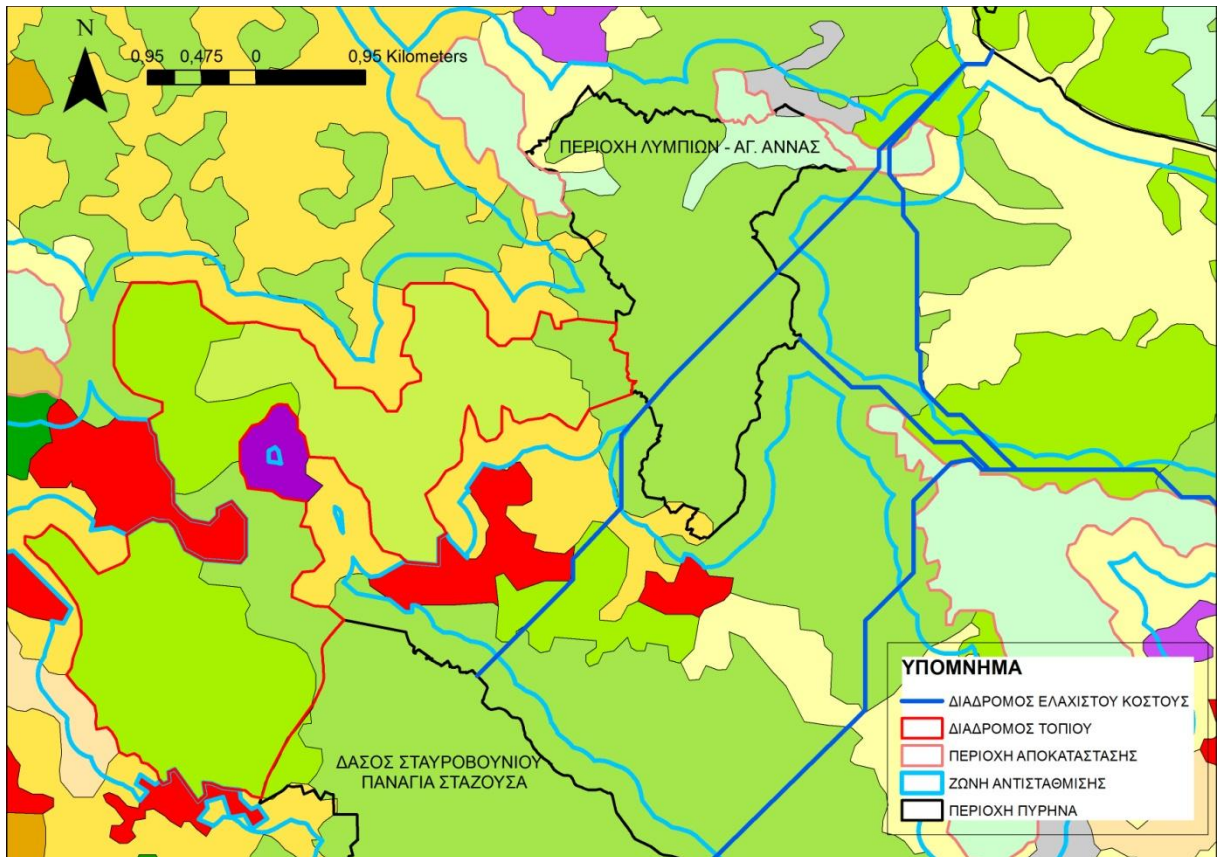 N
0,95 0,475 0 0,95 Kilometers
ΠΕΡΙΟΧΗ ΛΥΜΠΙΩΝ - ΑΓ. ΑΝΝΑΣ
ΔΑΣΟΣ ΣΤΑΥΡΟΒΟΥΝΙΟΥ
ΠΑΝΑΓΙΑ ΣΤΑΖΟΥΣΑ
ΥΠΟΜΝΗΜΑ
ΔΙΑΔΡΟΜΟΣ ΕΛΑΧΙΣΤΟΥ ΚΟΣΤΟΥΣ
ΔΙΑΔΡΟΜΟΣ ΤΟΠΙΟΥ
ΠΕΡΙΟΧΗ ΑΠΟΚΑΤΑΣΤΑΣΗΣ
ΖΩΝΗ ΑΝΤΙΣΤΑΘΜΙΣΗΣ
ΠΕΡΙΟΧΗ ΠΥΡΗΝΑ